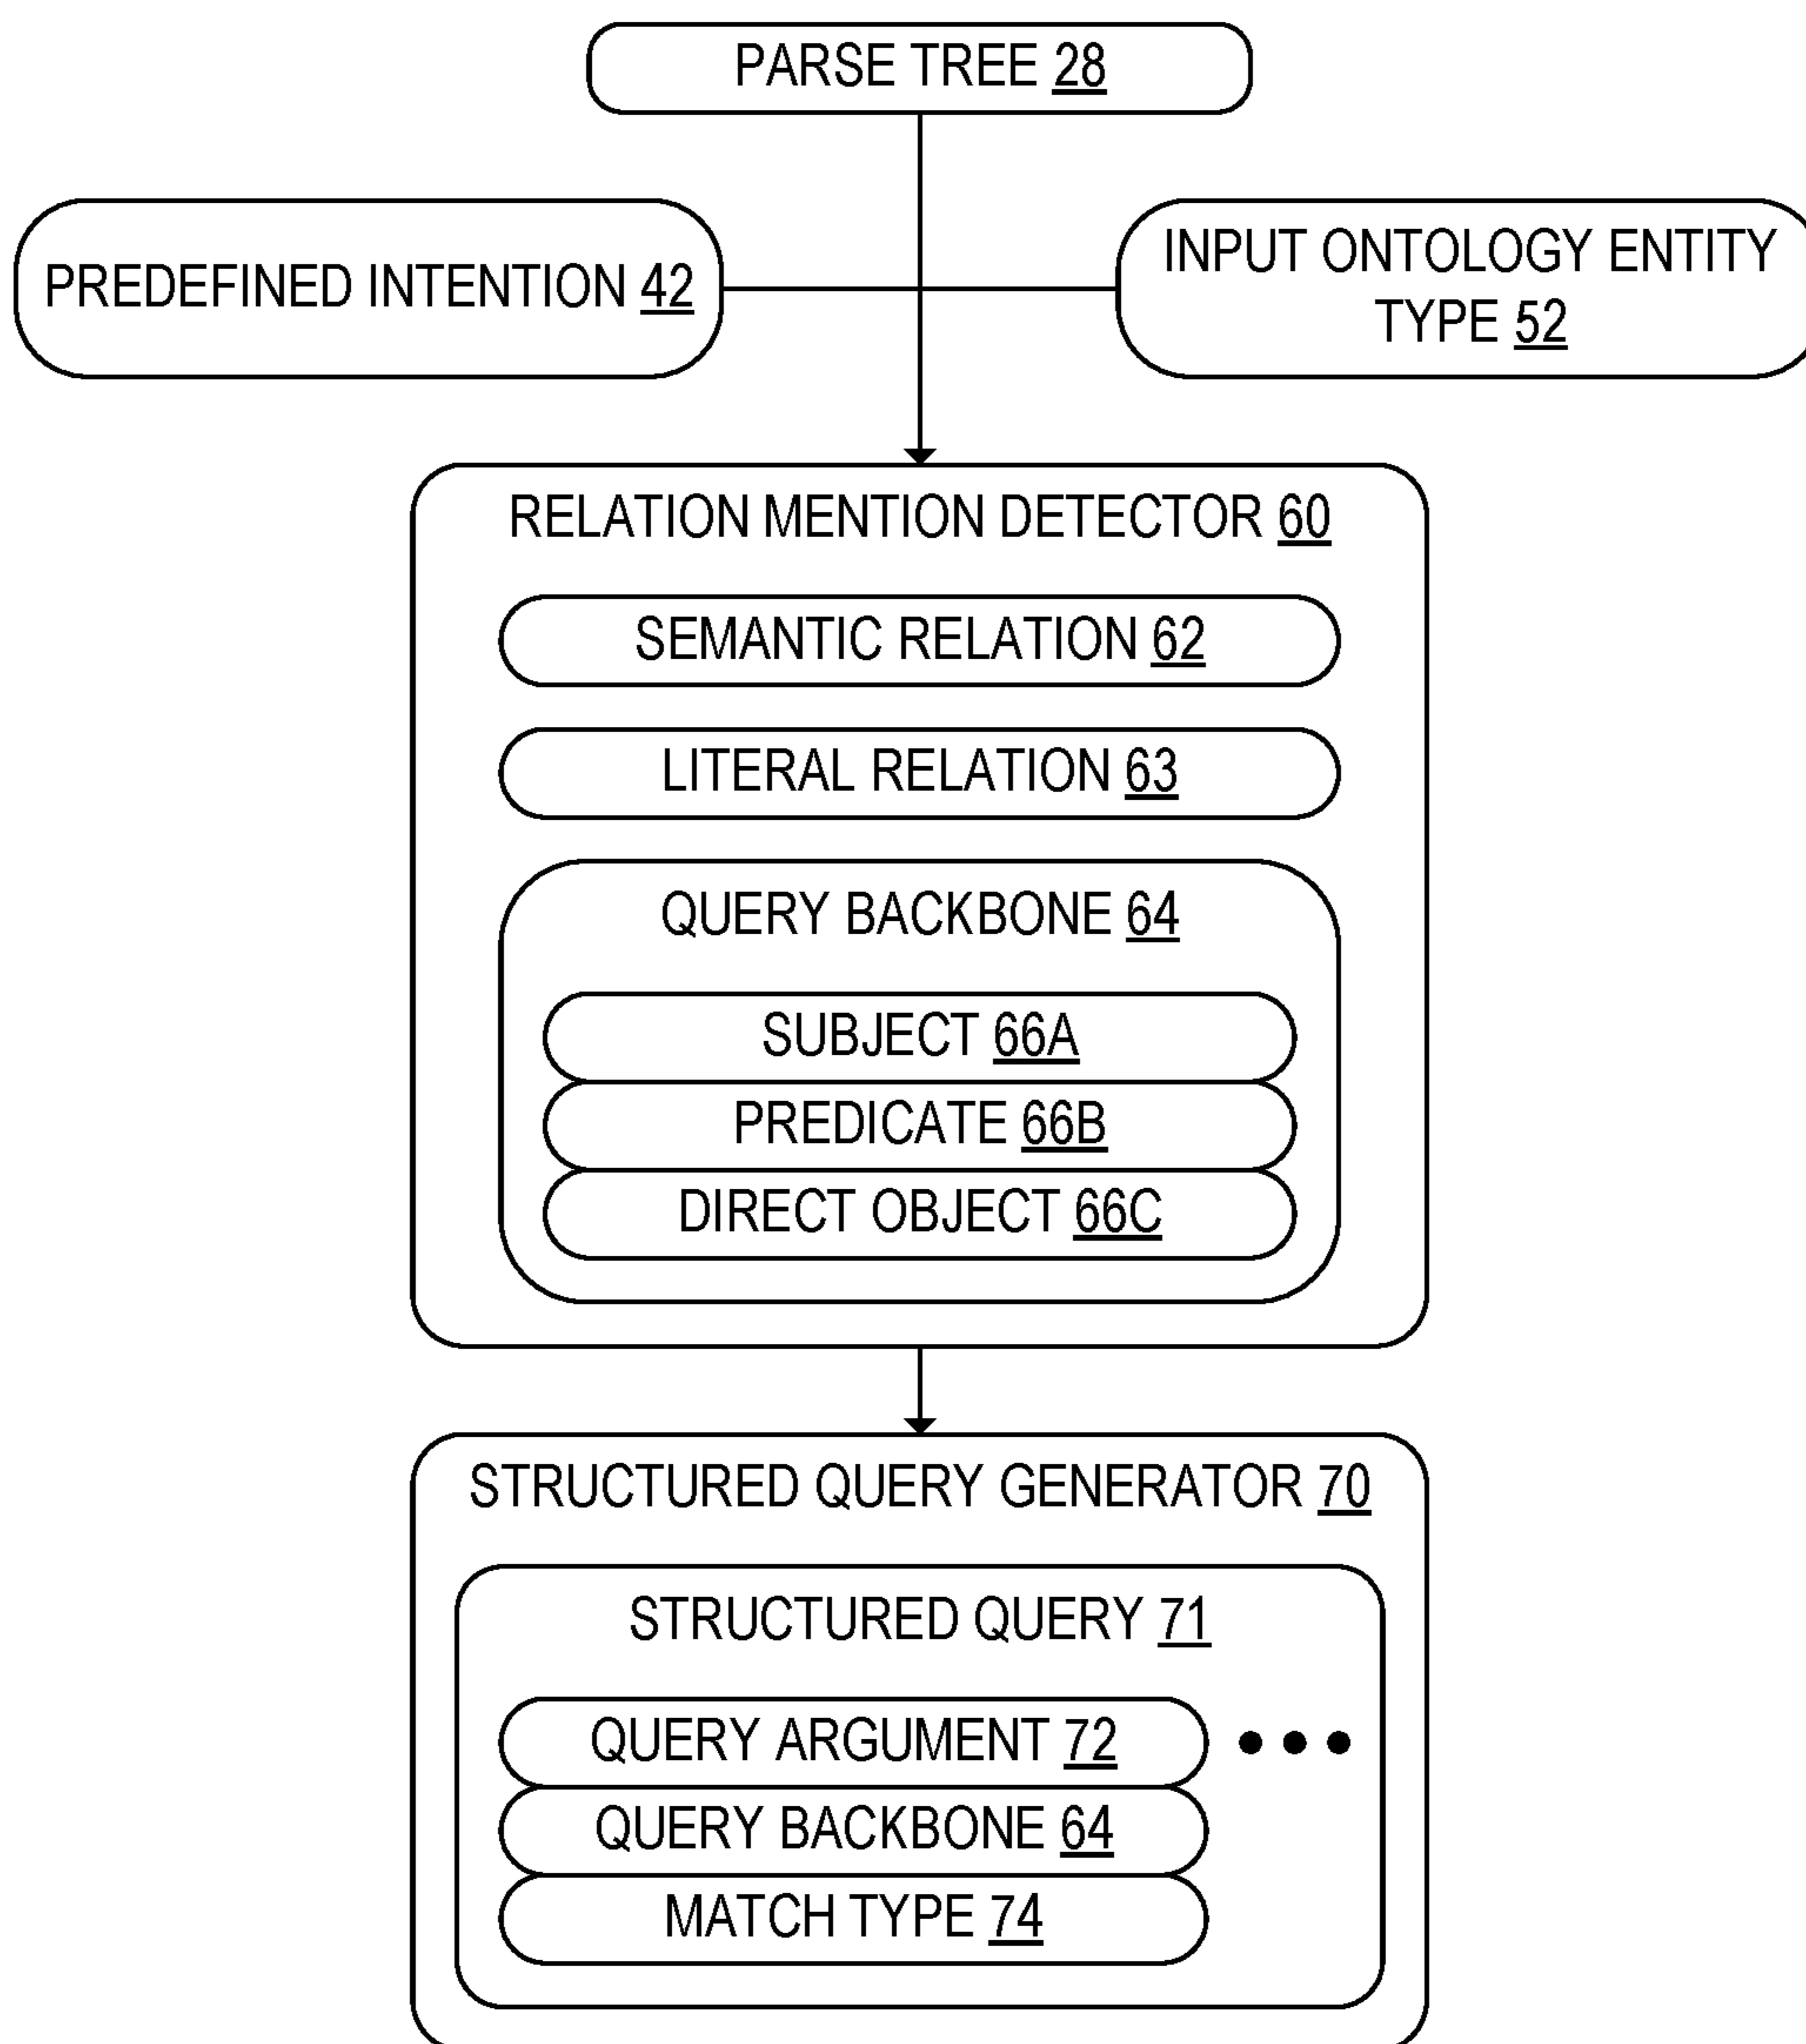 PARSE TREE 28
PREDEFINED INTENTION 42
INPUT ONTOLOGY ENTITY
TYPE 52
RELATION MENTION DETECTOR 60
SEMANTIC RELATION 62
LITERAL RELATION 63
QUERY BACKBONE 64
SUBJECT 66A
PREDICATE 66B
DIRECT OBJECT 66C
STRUCTURED QUERY GENERATOR 70
STRUCTURED QUERY 71
QUERY ARGUMENT 72
QUERY BACKBONE 64
MATCH TYPE 74